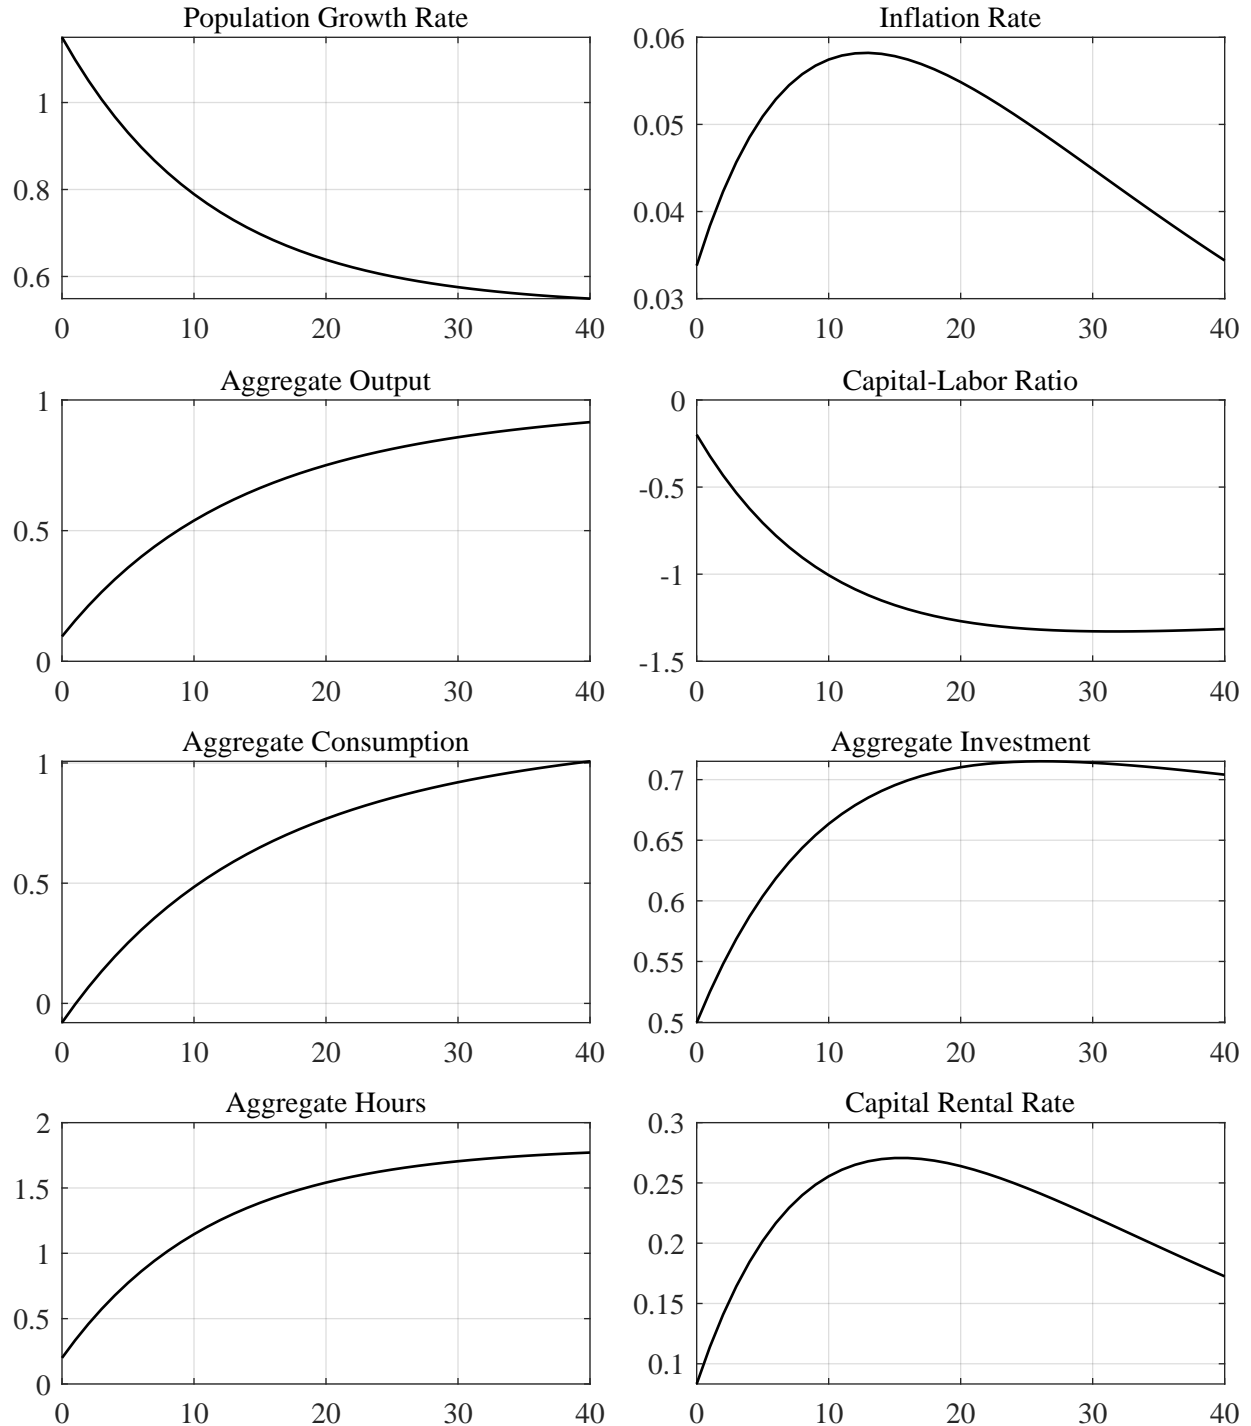 Population Growth Rate
1
0.8
0.6
0 10 20 30 40
Inflation Rate
0.06
0.05
0.04
0.03
0 10 20 30 40
Aggregate Output
1
0.5
0
0 10 20 30 40
Capital-Labor Ratio
0
-0.5
-1
-1.5
0 10 20 30 40
Aggregate Consumption
1
0.5
0
0 10 20 30 40
Aggregate Investment
0.7
0.65
0.6
0.55
0.5
0 10 20 30 40
Aggregate Hours
2
1.5
1
0.5
0
0 10 20 30 40
Capital Rental Rate
0.3
0.25
0.2
0.15
0.1
0 10 20 30 40